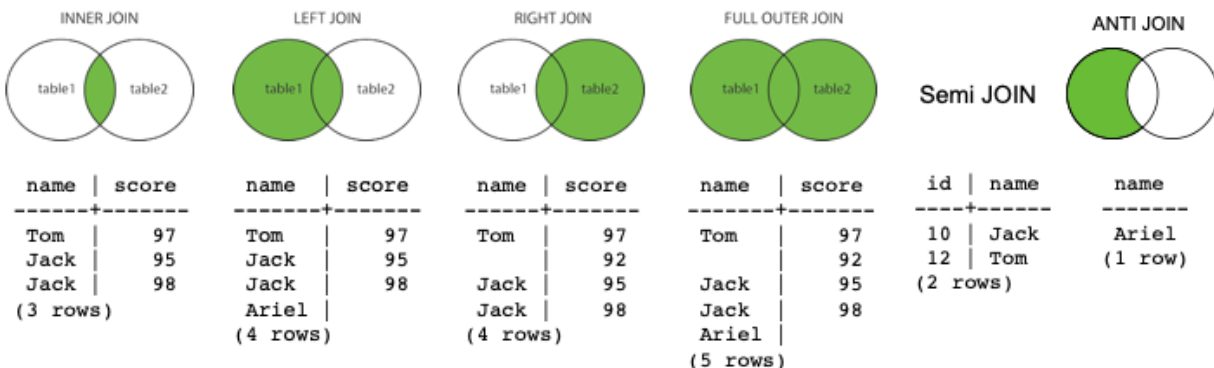 INNER JOIN
table1 table2
name | score
------+-------
Tom | 97
Jack | 95
Jack | 98
(3 rows)
LEFT JOIN
table1 table2
name | score
-------+-------
Tom | 97
Jack | 95
Jack | 98
Ariel |
(4 rows)
RIGHT JOIN
table1 table2
name | score
------+-------
Tom | 97
| 92
Jack | 95
Jack | 98
(4 rows)
FULL OUTER JOIN
table1 table2
name | score
-------+-------
Tom | 97
| 92
Jack | 95
Jack | 98
Ariel |
(5 rows)
Semi JOIN
id | name
----+------
10 | Jack
12 | Tom
(2 rows)
ANTI JOIN
name
-------
Ariel
(1 row)